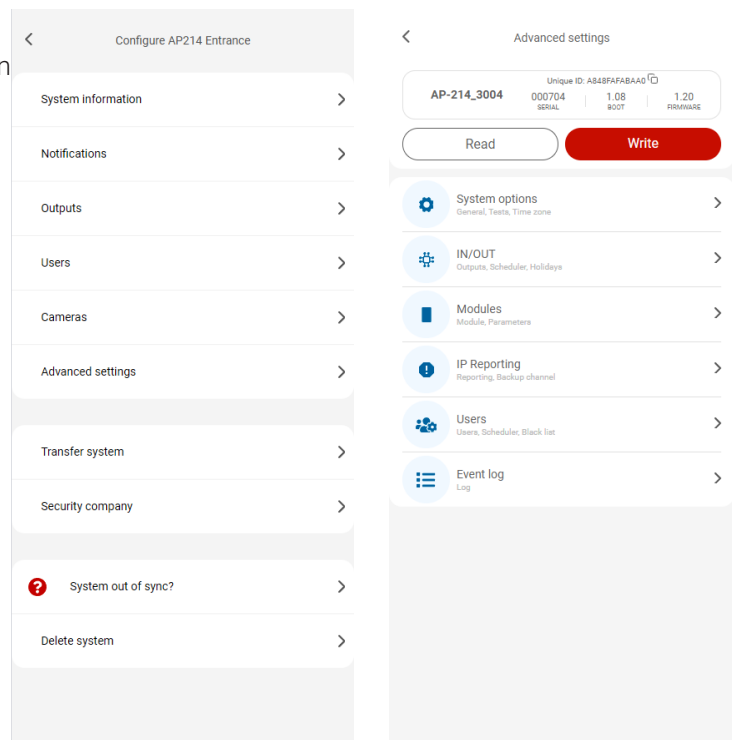 n
Configure AP214 Entrance
System information
Notifications
Outputs
Users
Cameras
Advanced settings
Transfer system
Security company
? System out of sync?
Delete system
Advanced settings
Unique ID: A848FAFABAA0
AP-214_3004 000704 1.08 1.20
SERIAL BOOT FIRMWARE
Read Write
System options
General, Tests, Time zone
IN/OUT
Outputs, Scheduler, Holidays
Modules
Module, Parameters
IP Reporting
Reporting, Backup channel
Users
Users, Scheduler, Black list
Event log
Log